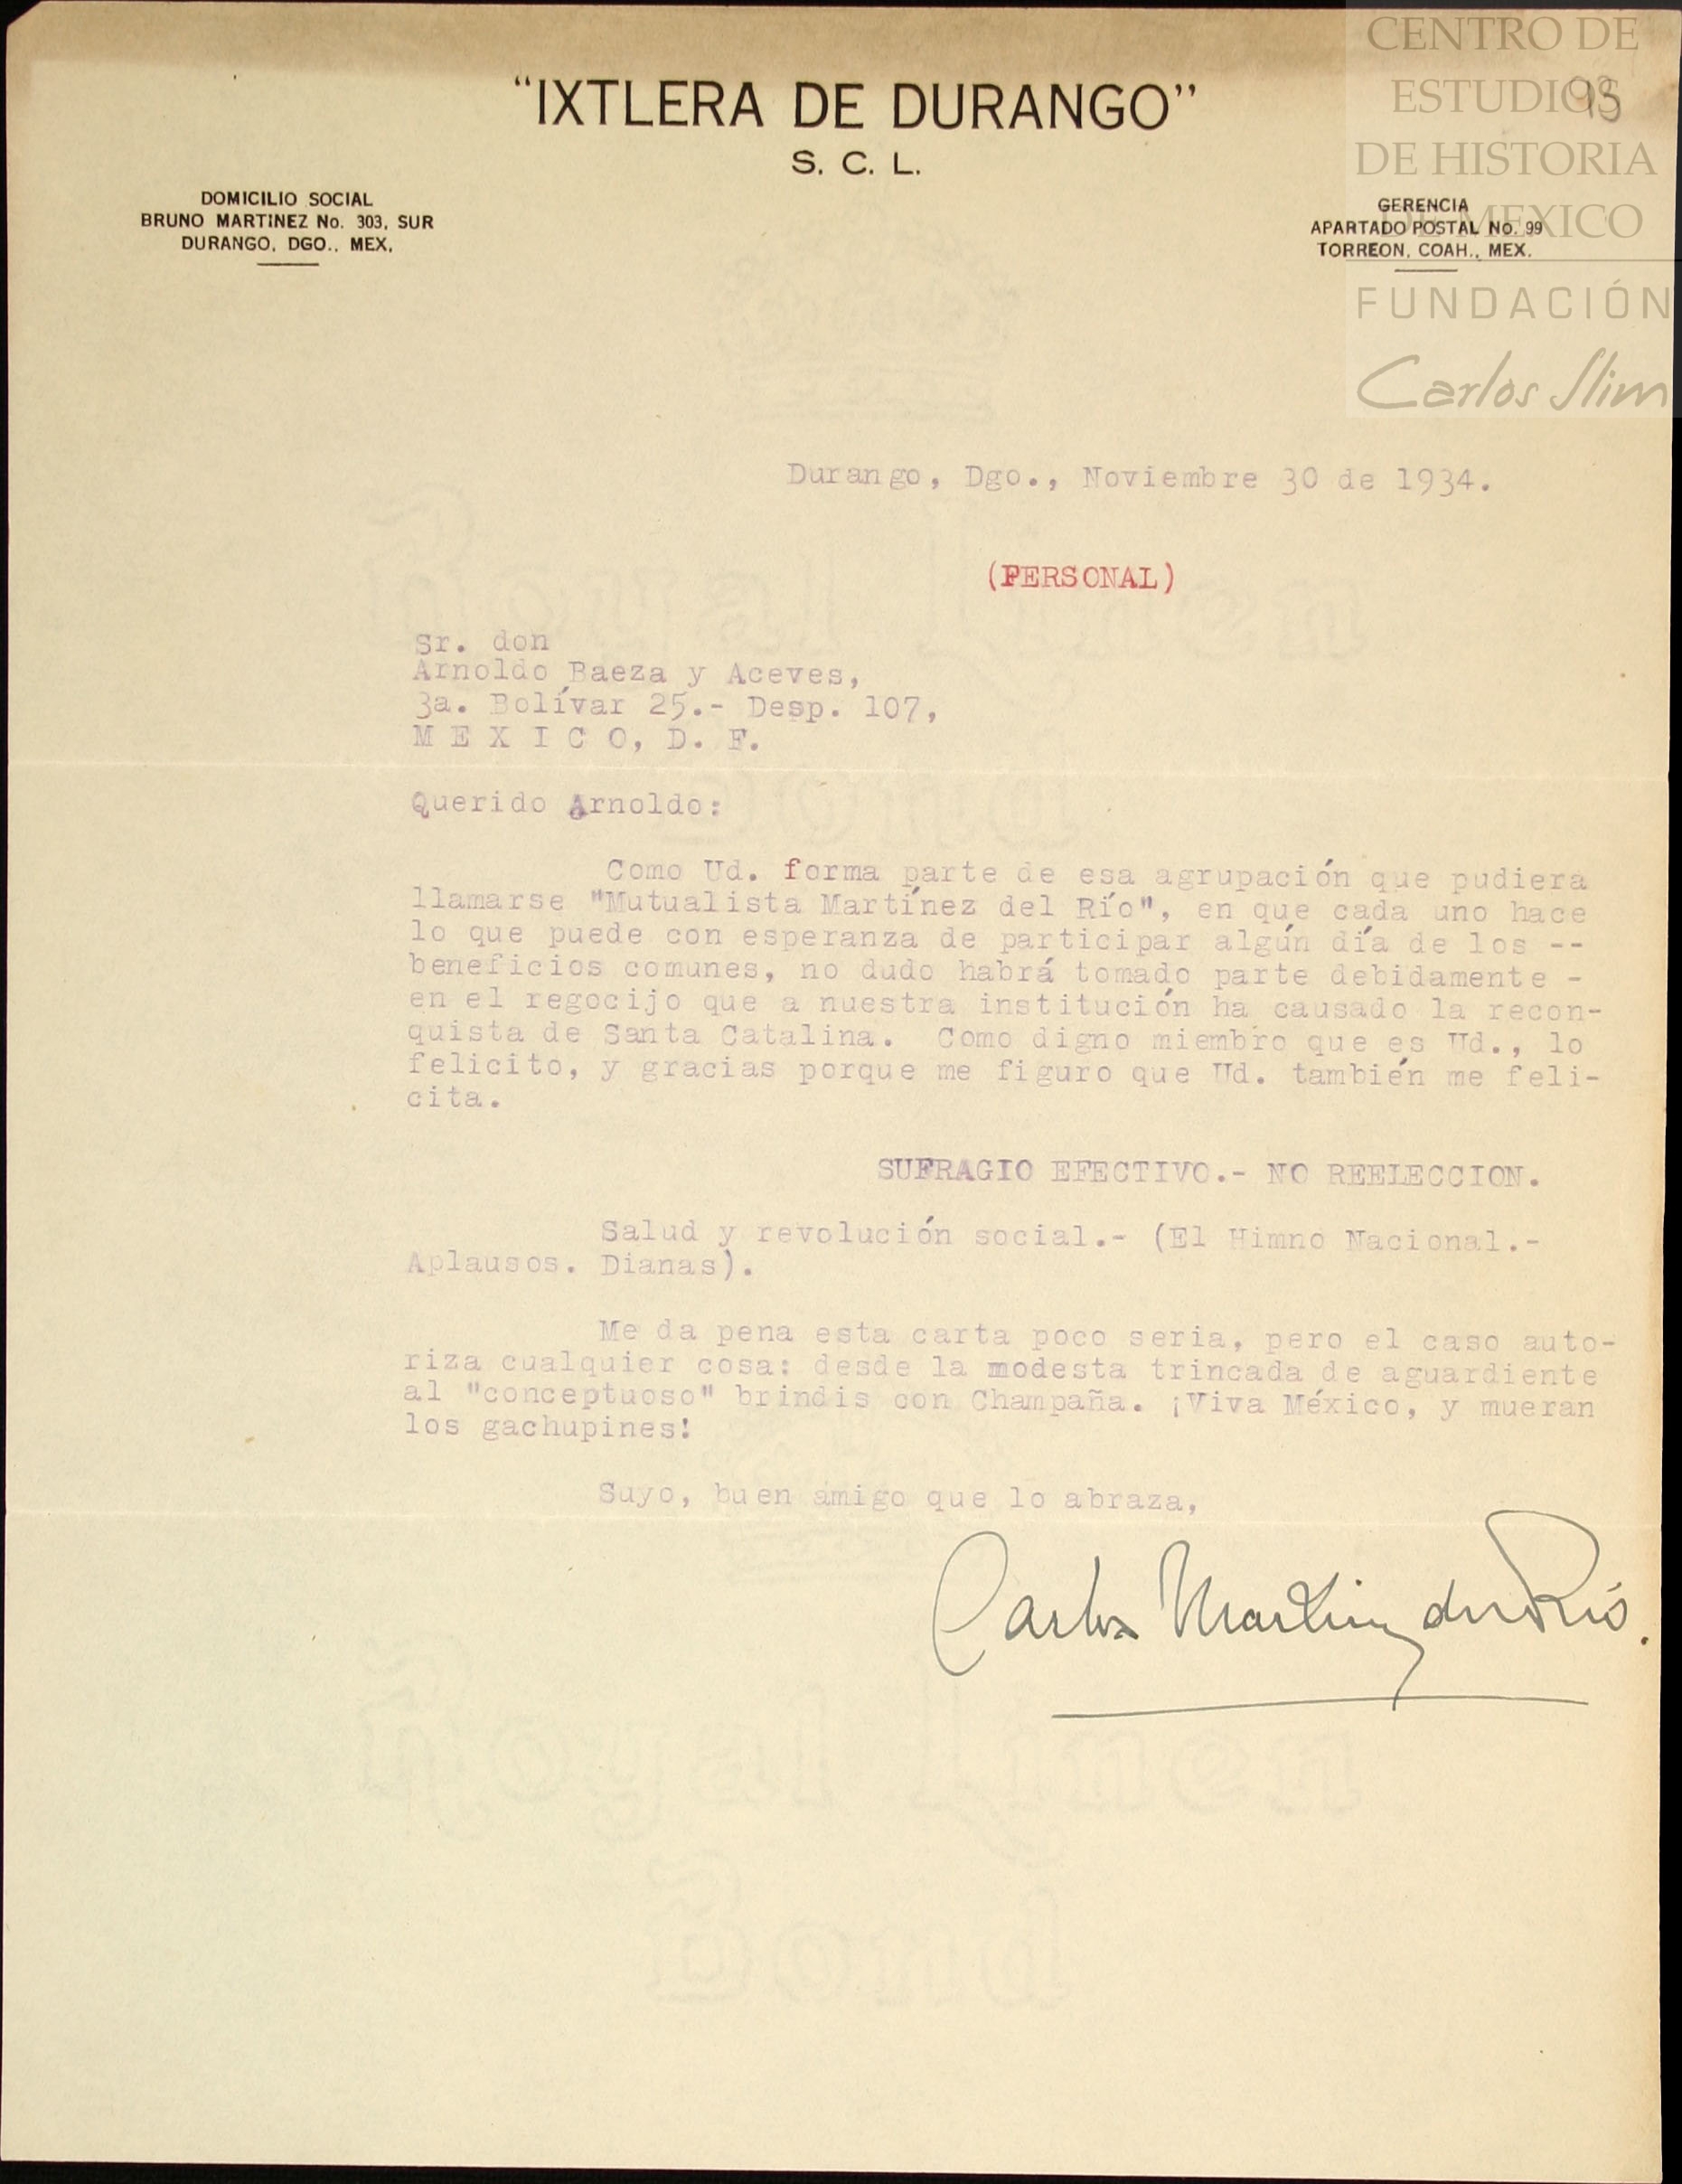 CENTRO DE
ESTUDIOS
DE HISTORIA
DE MEXICO
FUNDACIÓN
Carlos Slim
93
"IXTLERA DE DURANGO"
S. C. L.
DOMICILIO SOCIAL
BRUNO MARTINEZ No. 303, SUR
DURANGO, DGO., MEX.
GERENCIA
APARTADO POSTAL No. 99
TORREON, COAH., MEX.
Durango, Dgo., Noviembre 30 de 1934.
(PERSONAL)
Sr. don
Arnoldo Baeza y Aceves,
3a. Bolívar 25.- Desp. 107,
M E X I C O, D. F.
Querido Arnoldo:
Como Ud. forma parte de esa agrupación que pudiera
llamarse "Mutualista Martínez del Río", en que cada uno hace
lo que puede con esperanza de participar algún día de los --
beneficios comunes, no dudo habrá tomado parte debidamente -
en el regocijo que a nuestra institución ha causado la recon-
quista de Santa Catalina. Como digno miembro que es Ud., lo
felicito, y gracias porque me figuro que Ud. también me feli-
cita.
SUFRAGIO EFECTIVO.- NO REELECCION.
Salud y revolución social.- (El Himno Nacional.-
Aplausos. Dianas).
Me da pena esta carta poco seria, pero el caso auto-
riza cualquier cosa: desde la modesta trincada de aguardiente
al "conceptuoso" brindis con Champaña. ¡Viva México, y mueran
los gachupines!
Suyo, buen amigo que lo abraza,
Carlos Martínez del Río.